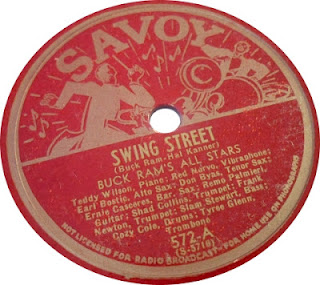 SAVOY
SWING STREET
(Buck Ram-Hal Kanner)
BUCK RAM'S ALL STARS
Teddy Wilson, Piano: Red Norvo, Vibraphone:
Earl Bostic, Alto Sax: Don Byas, Tenor Sax:
Ernie Caceres, Bar. Sax: Remo Palmieri,
Guitar: Shad Collins, Trumpet: Frank
Newton, Trumpet: Slam Stewart, Bass:
Cozy Cole, Drums: Tyree Glenn,
Trombone
572-A
(S-5710)
NOT LICENSED FOR RADIO BROADCAST-FOR HOME USE ON PHONOGRAPHS